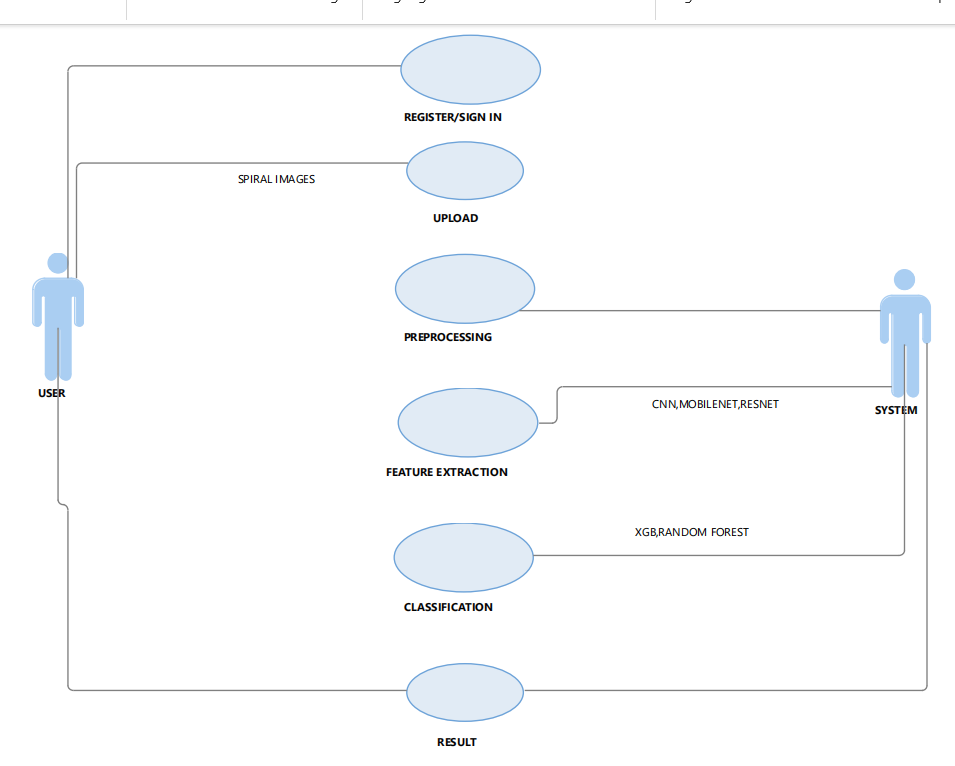 REGISTER/SIGN IN
SPIRAL IMAGES
UPLOAD
PREPROCESSING
USER
CNN,MOBILENET,RESNET
SYSTEM
FEATURE EXTRACTION
XGB,RANDOM FOREST
CLASSIFICATION
RESULT